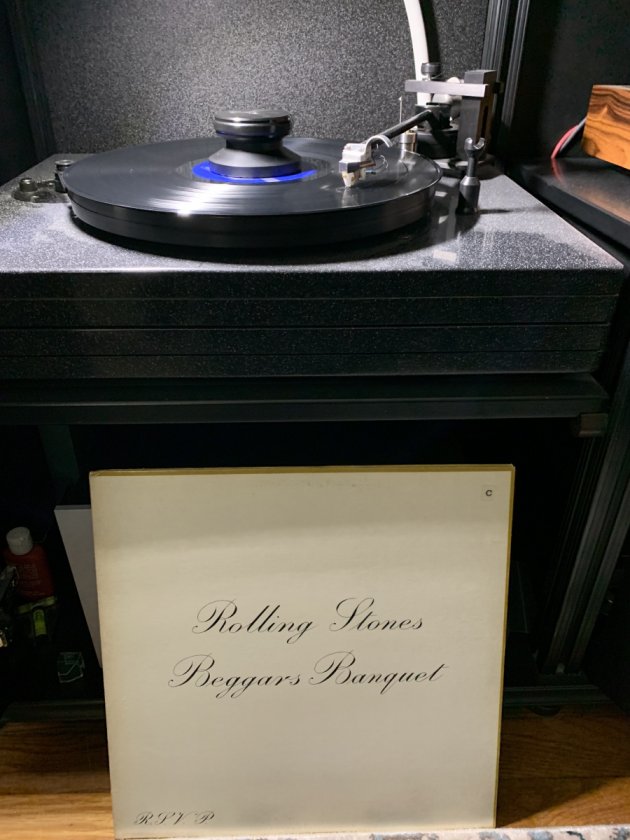 C
Rolling Stones
Beggars Banquet
R.S.V.P.